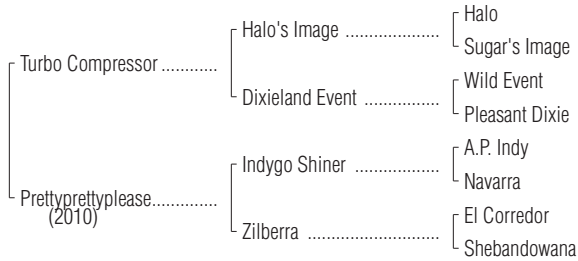 Halo
Halo's Image ..................
Sugar's Image
Turbo Compressor ............
Wild Event
Dixieland Event ................
Pleasant Dixie
A.P. Indy
Indygo Shiner ..................
Navarra
Prettyprettyplease..............
(2010)
El Corredor
Zilberra ............................
Shebandowana